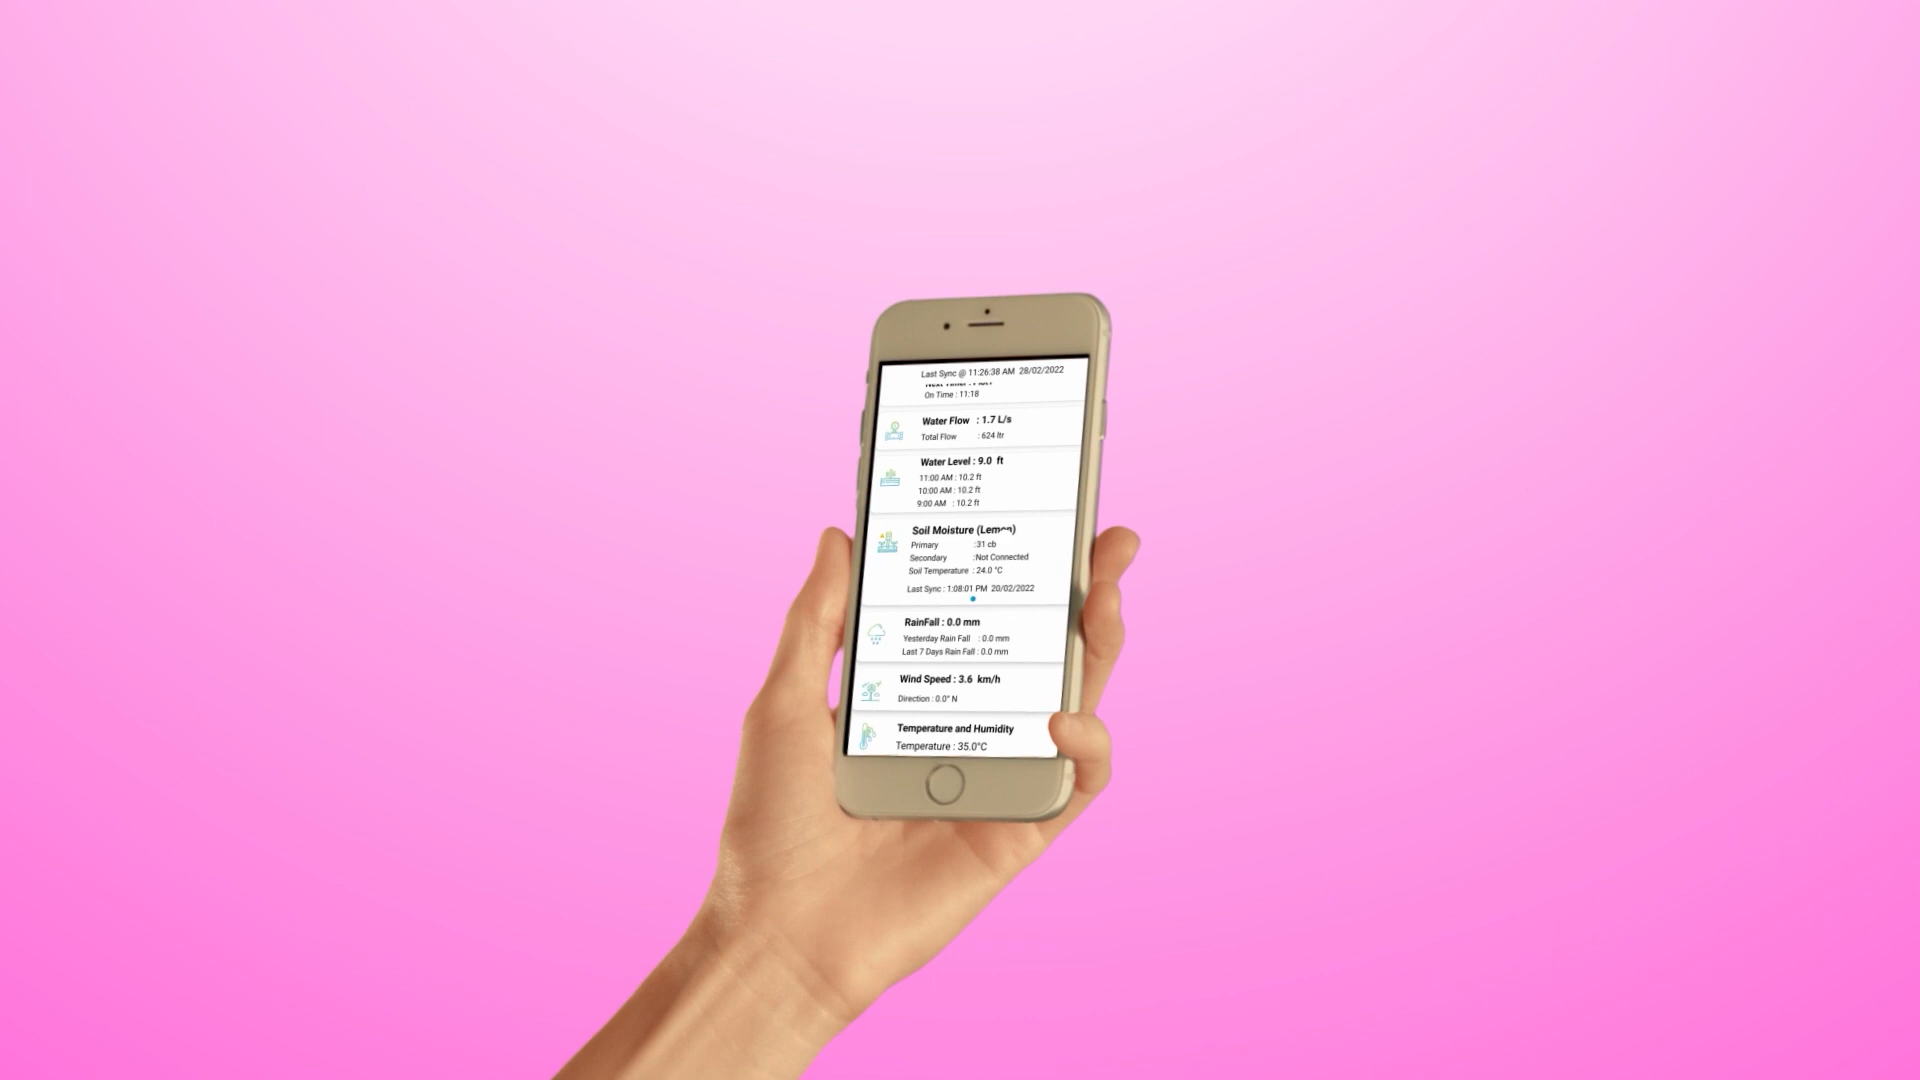 Last Sync @ 11:26:38 AM 28/02/2022
On Time : 11:18
Water Flow : 1.7 L/s
Total Flow : 624 ltr
Water Level : 9.0 ft
11:00 AM : 10.2 ft
10:00 AM : 10.2 ft
9:00 AM : 10.2 ft
Soil Moisture (Lemon)
Primary :31 cb
Secondary :Not Connected
Soil Temperature : 24.0 °C
Last Sync : 1:08:01 PM 20/02/2022
RainFall : 0.0 mm
Yesterday Rain Fall : 0.0 mm
Last 7 Days Rain Fall : 0.0 mm
Wind Speed : 3.6 km/h
Direction : 0.0° N
Temperature and Humidity
Temperature : 35.0°C